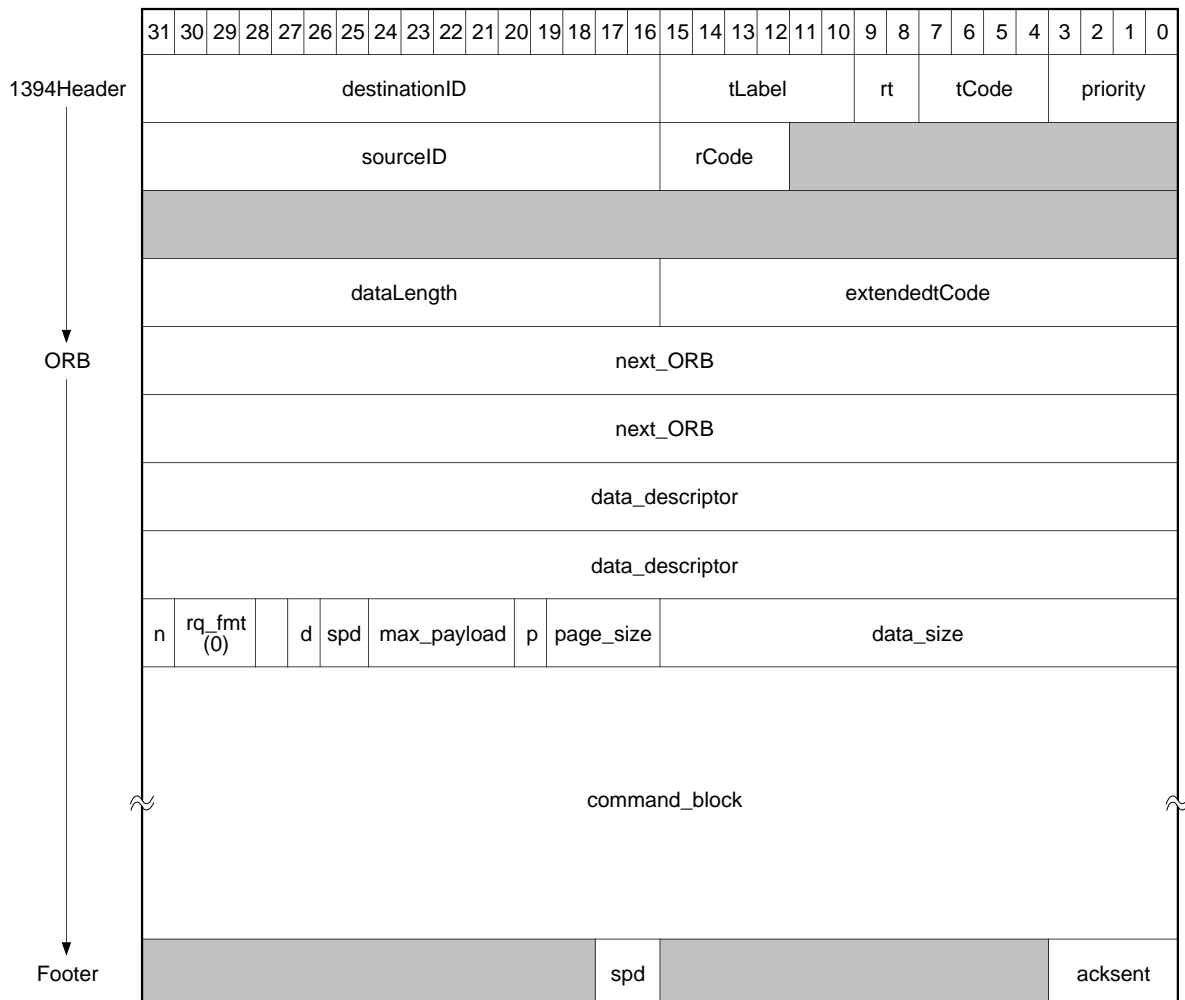 31 30 29 28 27 26 25 24 23 22 21 20 19 18 17 16 15 14 13 12 11 10 9 8 7 6 5 4 3 2 1 0
1394Header destinationID tLabel rt tCode priority
sourceID rCode
dataLength extendedtCode
ORB next_ORB
next_ORB
data_descriptor
data_descriptor
n rq_fmt (0) d spd max_payload p page_size data_size
command_block
Footer spd acksent